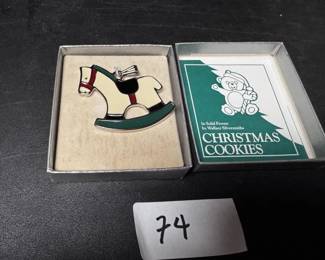 in Solid Pewter
by Wallace Silversmiths
CHRISTMAS
COOKIES
74